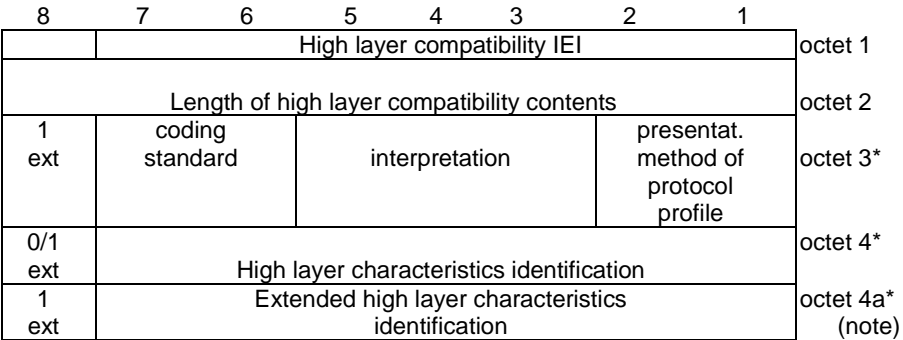 8 7 6 5 4 3 2 1
High layer compatibility IEI octet 1
Length of high layer compatibility contents octet 2
1 coding presentat.
ext standard interpretation method of octet 3*
protocol
profile
0/1 octet 4*
ext High layer characteristics identification
1 Extended high layer characteristics octet 4a*
ext identification (note)